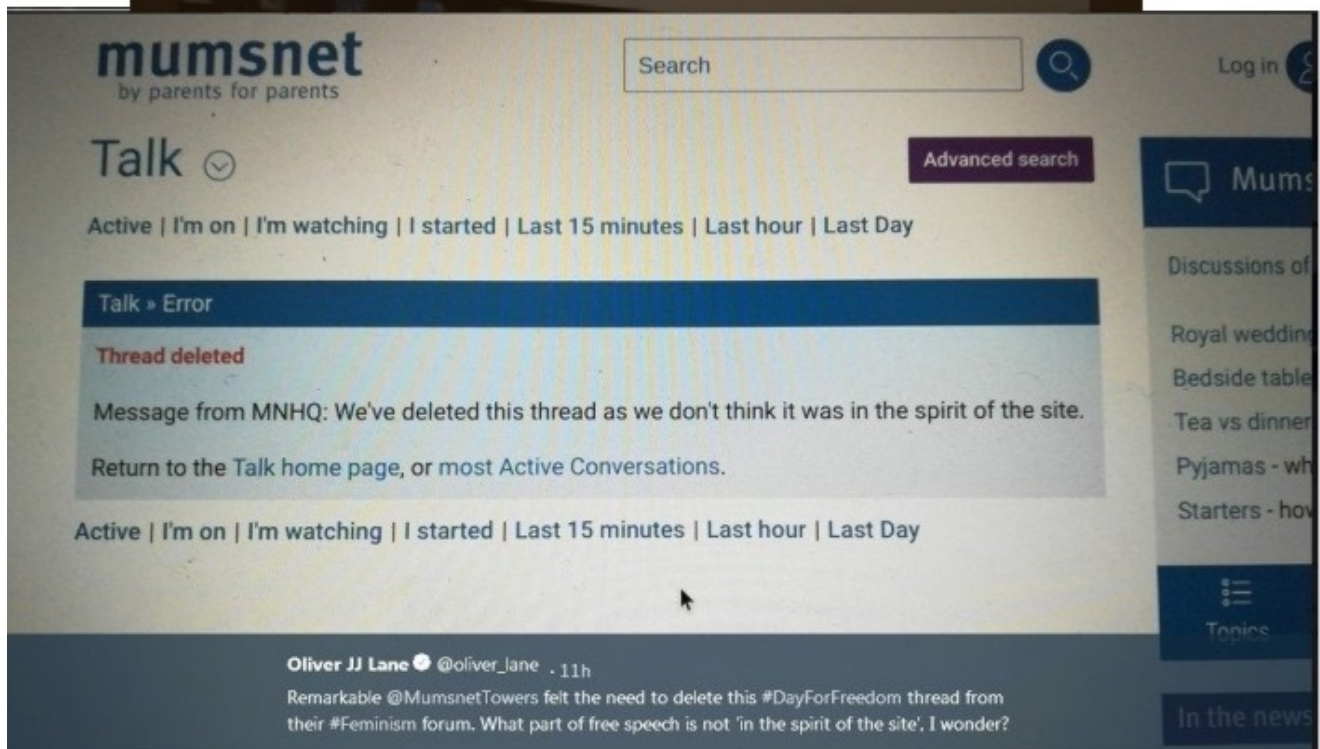 mumsnet
by parents for parents
Search
Log in
Talk
Advanced search
Mums
Active | I'm on | I'm watching | I started | Last 15 minutes | Last hour | Last Day
Discussions of
Talk » Error
Thread deleted
Royal wedding
Message from MNHQ: We've deleted this thread as we don't think it was in the spirit of the site.
Bedside table
Tea vs dinner
Return to the Talk home page, or most Active Conversations.
Pyjamas - wh
Starters - how
Active | I'm on | I'm watching | I started | Last 15 minutes | Last hour | Last Day
Topics
Oliver JJ Lane @oliver_lane . 11h
Remarkable @MumsnetTowers felt the need to delete this #DayForFreedom thread from
their #Feminism forum. What part of free speech is not 'in the spirit of the site', I wonder?
In the news